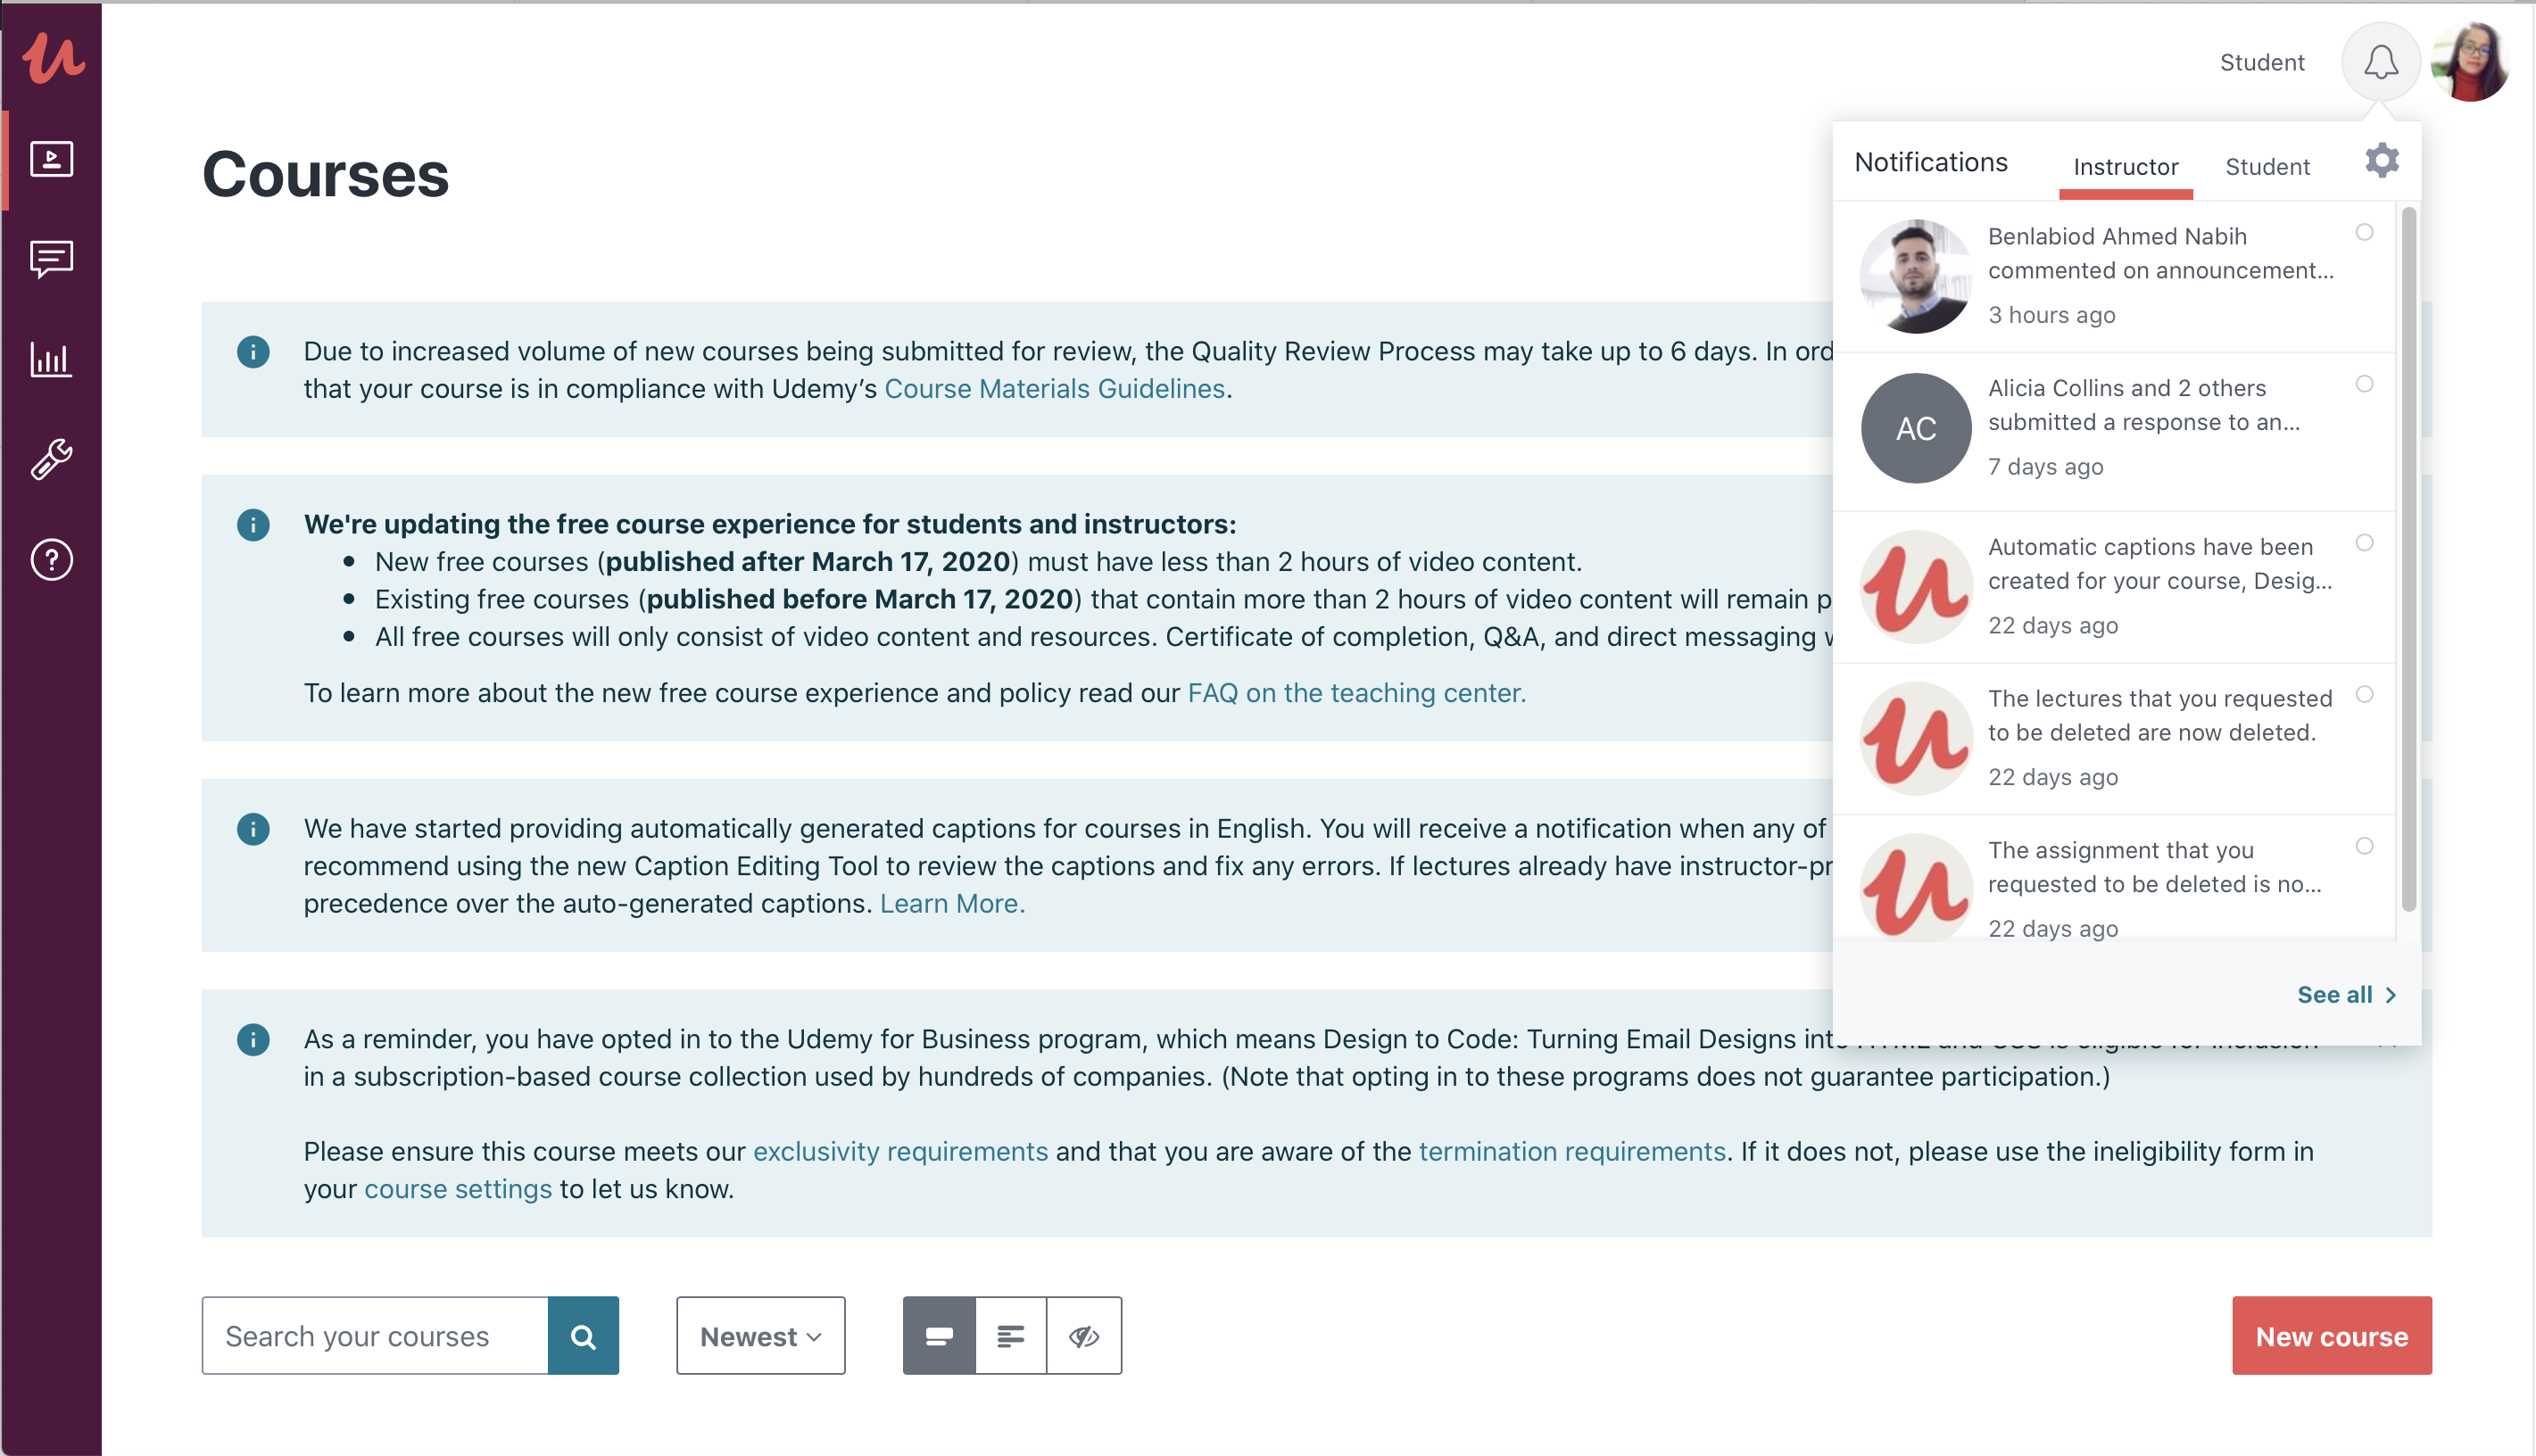 Student
Courses
Notifications
Instructor
Student
Benlabiod Ahmed Nabih
commented on announcement...
3 hours ago
AC
Alicia Collins and 2 others
submitted a response to an...
7 days ago
Automatic captions have been
created for your course, Desig...
22 days ago
The lectures that you requested
to be deleted are now deleted.
22 days ago
The assignment that you
requested to be deleted is no...
22 days ago
See all
Due to increased volume of new courses being submitted for review, the Quality Review Process may take up to 6 days. In ord
that your course is in compliance with Udemy's Course Materials Guidelines.
We're updating the free course experience for students and instructors:
• New free courses (published after March 17, 2020) must have less than 2 hours of video content.
• Existing free courses (published before March 17, 2020) that contain more than 2 hours of video content will remain p
• All free courses will only consist of video content and resources. Certificate of completion, Q&A, and direct messaging
To learn more about the new free course experience and policy read our FAQ on the teaching center.
We have started providing automatically generated captions for courses in English. You will receive a notification when any of
recommend using the new Caption Editing Tool to review the captions and fix any errors. If lectures already have instructor-pr
precedence over the auto-generated captions. Learn More.
As a reminder, you have opted in to the Udemy for Business program, which means Design to Code: Turning Email Designs into HTML and CSS is eligible for inclusion
in a subscription-based course collection used by hundreds of companies. (Note that opting in to these programs does not guarantee participation.)
Please ensure this course meets our exclusivity requirements and that you are aware of the termination requirements. If it does not, please use the ineligibility form in
your course settings to let us know.
Search your courses
Newest
New course